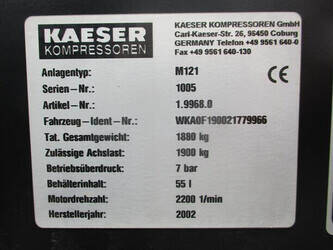 KAESER
KOMPRESSOREN
KAESER KOMPRESSOREN GmbH
Carl-Kaeser-Str. 26, 96450 Coburg
GERMANY Telefon +49 9561 640-0
Fax +49 9561 640-130
Anlagentyp: M121
Serien-Nr.: 1005
Artikel-Nr.: 1.9968.0
Fahrzeug-Ident-Nr.: WKA0F190021779966
Tat. Gesamtgewicht: 1880 kg
Zulässige Achslast: 1900 kg
Betriebsüberdruck: 7 bar
Behälterinhalt: 55 l
Motordrehzahl: 2200 1/min
Herstellerjahr: 2002
CE